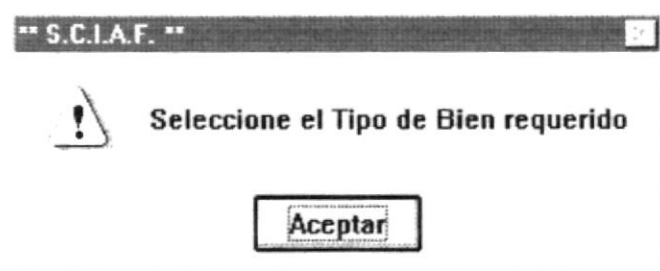 ** S.C.I.A.F. **
Seleccione el Tipo de Bien requerido
Aceptar